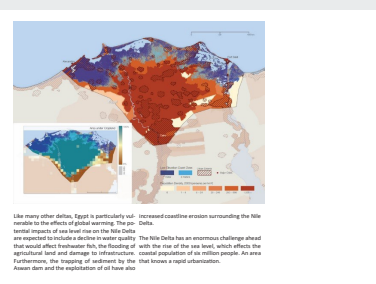 Like many other deltas, Egypt is particularly vul-
nerable to the effects of global warming. The po-
tential impacts of sea level rise on the Nile Delta
are expected to include a decline in water quality
that would affect freshwater fish, the flooding of
agricultural land and damage to infrastructure.
Furthermore, the trapping of sediment by the
Aswan dam and the exploitation of oil have also
increased coastline erosion surrounding the Nile
Delta.
The Nile Delta has an enormous challenge ahead
with the rise of the sea level, which effects the
coastal population of six million people. An area
that knows a rapid urbanization.